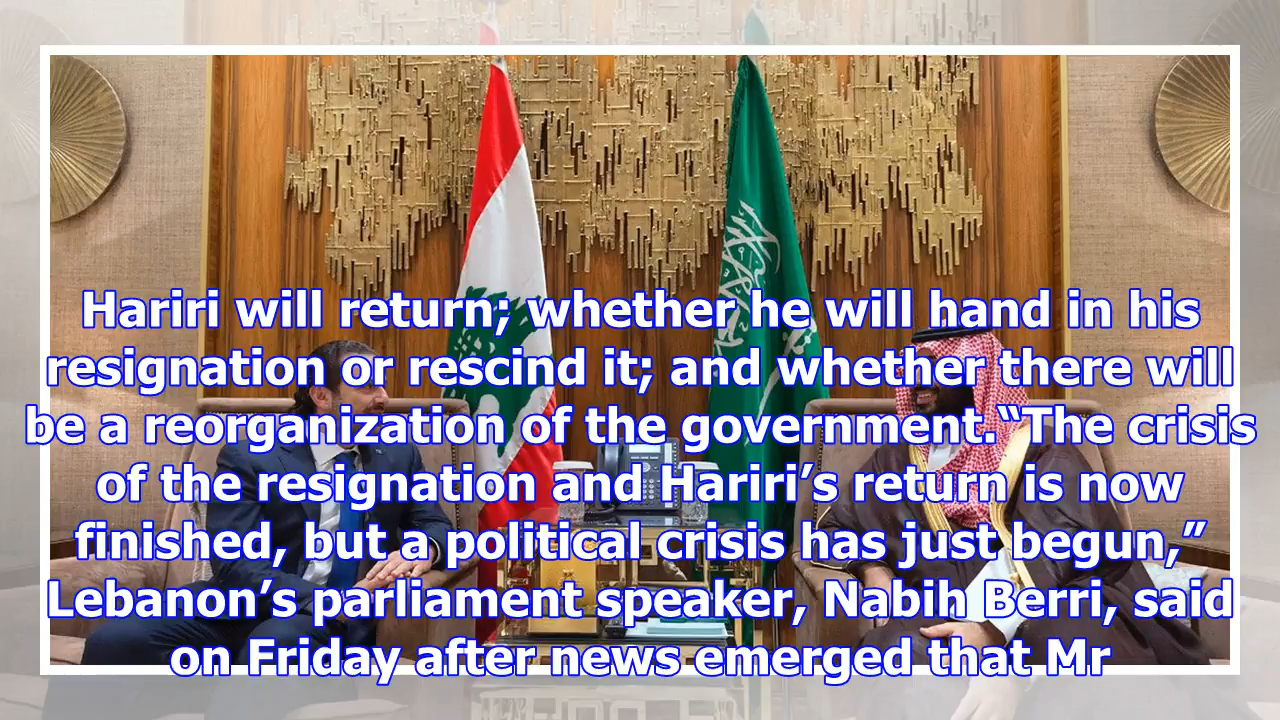 Hariri will return; whether he will hand in his
resignation or rescind it; and whether there will
be a reorganization of the government.“The crisis
of the resignation and Hariri’s return is now
finished, but a political crisis has just begun,”
Lebanon’s parliament speaker, Nabih Berri, said
on Friday after news emerged that Mr